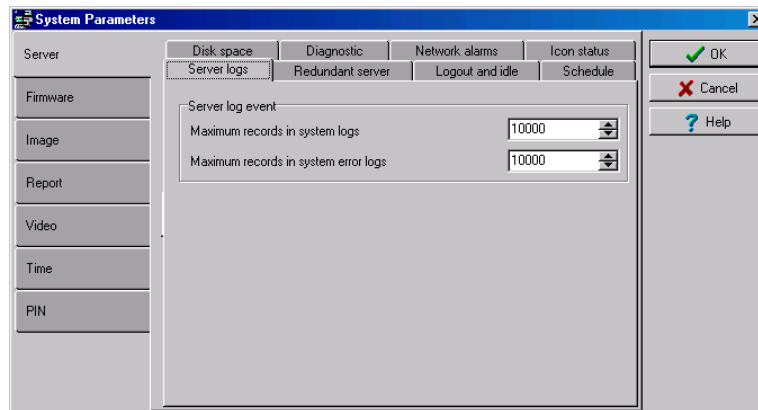 System Parameters
Server
Firmware
Image
Report
Video
Time
PIN
Disk space Diagnostic Network alarms Icon status
Server logs Redundant server Logout and idle Schedule
Server log event
Maximum records in system logs 10000
Maximum records in system error logs 10000
OK
Cancel
Help